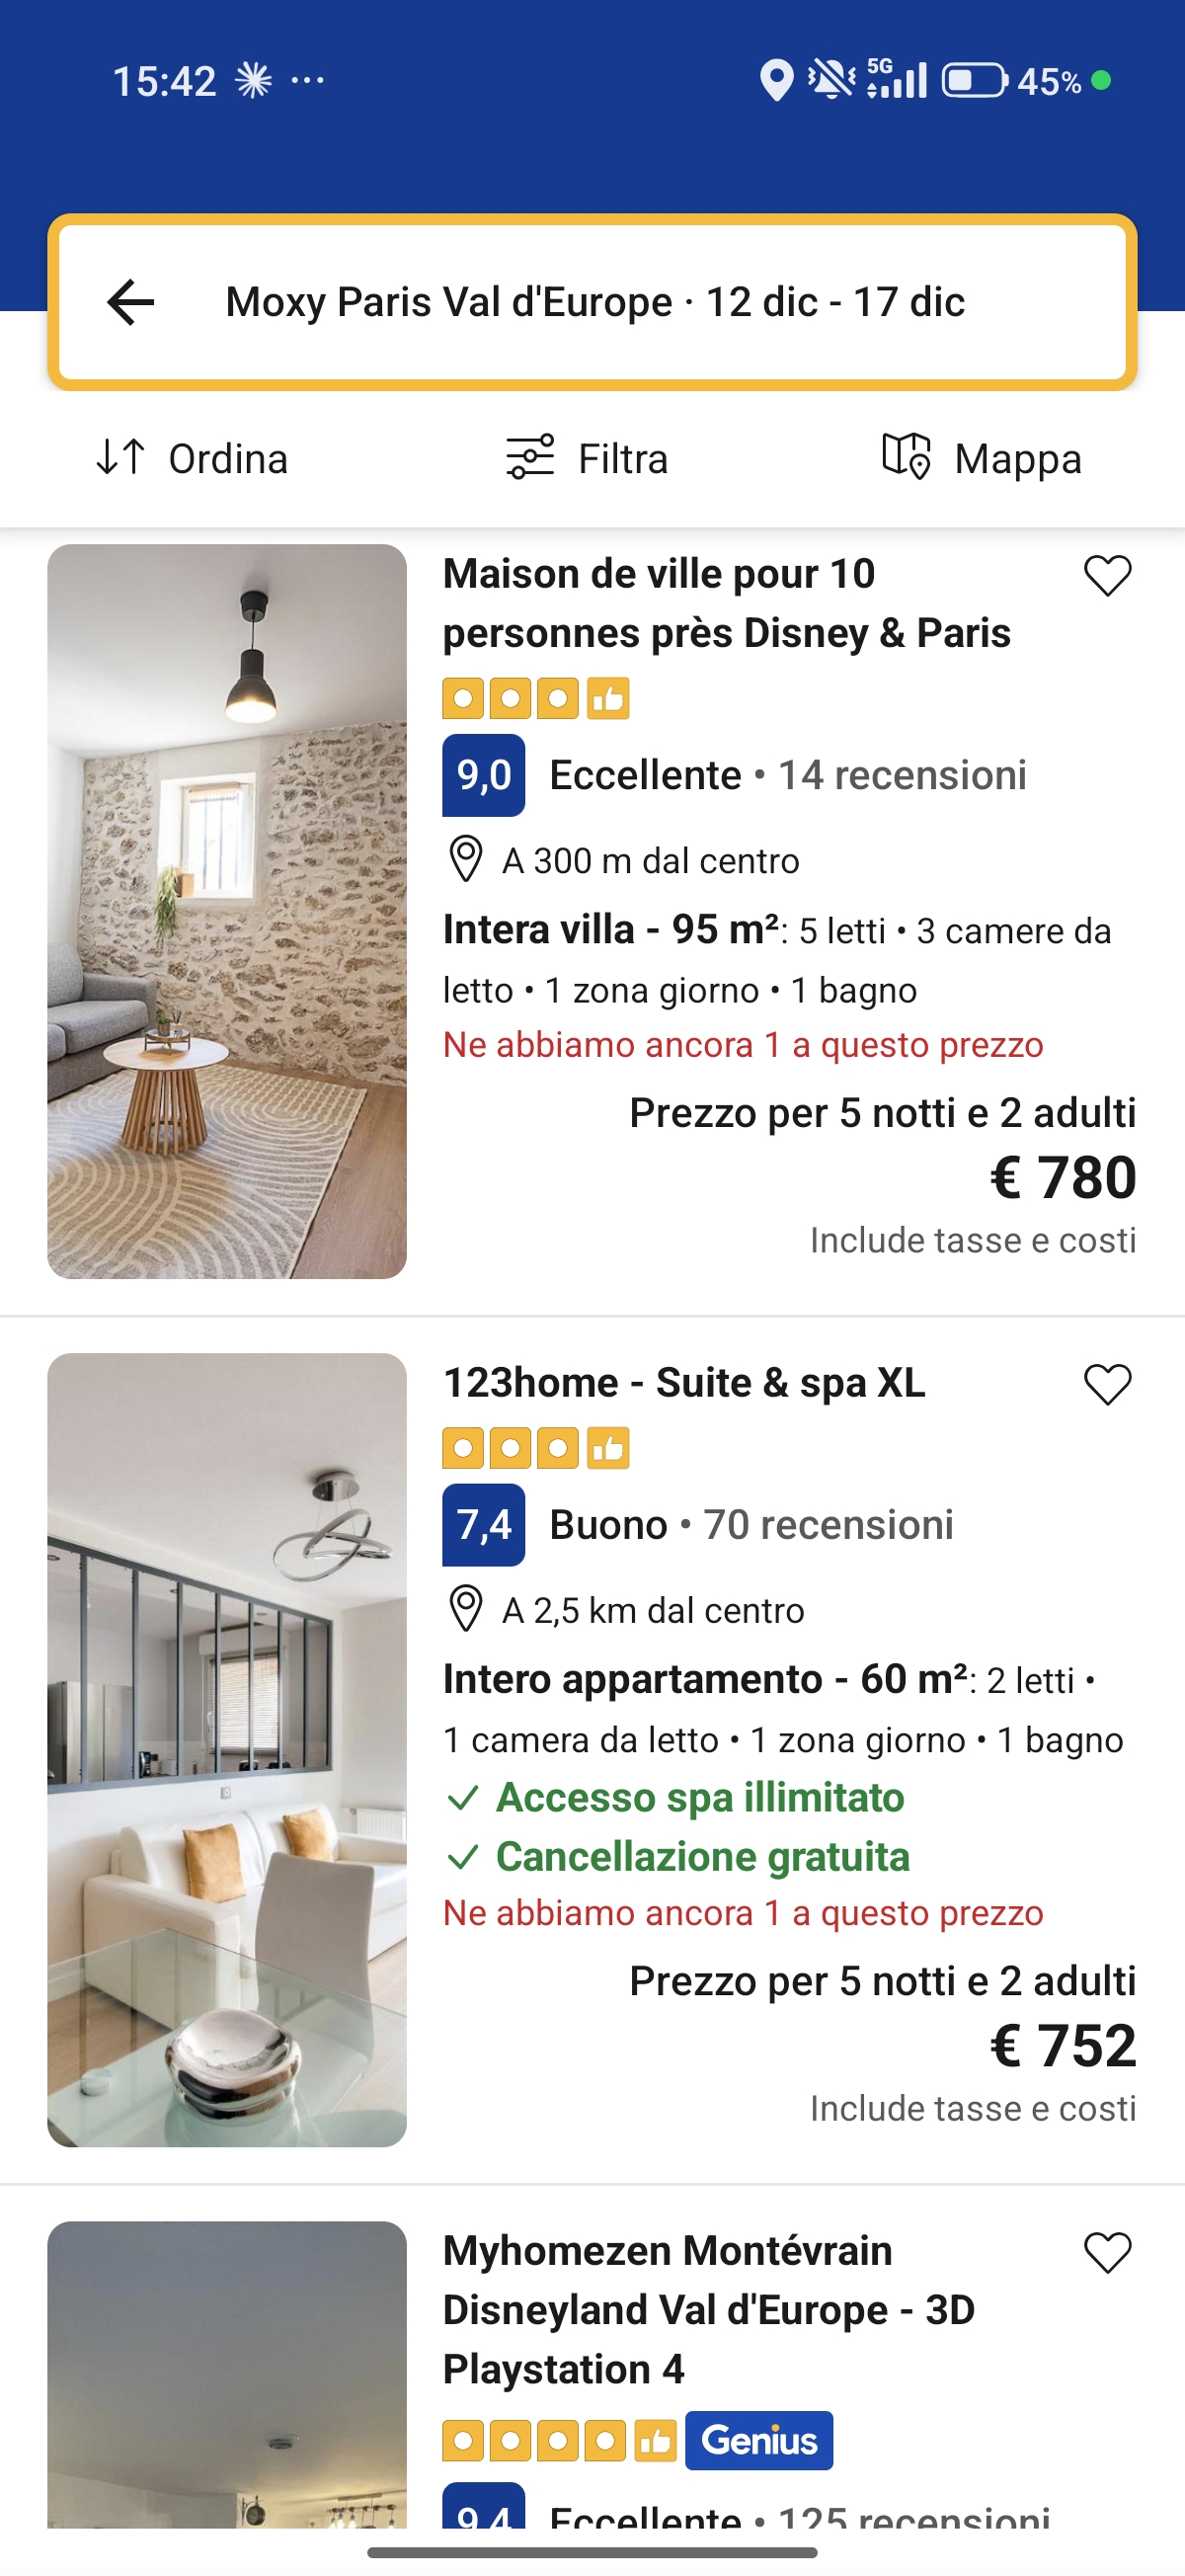 15:42
5G
45%
Moxy Paris Val d'Europe · 12 dic - 17 dic
Ordina
Filtra
Mappa
Maison de ville pour 10
personnes près Disney & Paris
9,0 Eccellente • 14 recensioni
A 300 m dal centro
Intera villa - 95 m²: 5 letti • 3 camere da
letto • 1 zona giorno • 1 bagno
Ne abbiamo ancora 1 a questo prezzo
Prezzo per 5 notti e 2 adulti
€ 780
Include tasse e costi
123home - Suite & spa XL
7,4 Buono • 70 recensioni
A 2,5 km dal centro
Intero appartamento - 60 m²: 2 letti •
1 camera da letto • 1 zona giorno • 1 bagno
Accesso spa illimitato
Cancellazione gratuita
Ne abbiamo ancora 1 a questo prezzo
Prezzo per 5 notti e 2 adulti
€ 752
Include tasse e costi
Myhomezen Montévrain
Disneyland Val d'Europe - 3D
Playstation 4
Genius
9,4 Eccellente • 125 recensioni